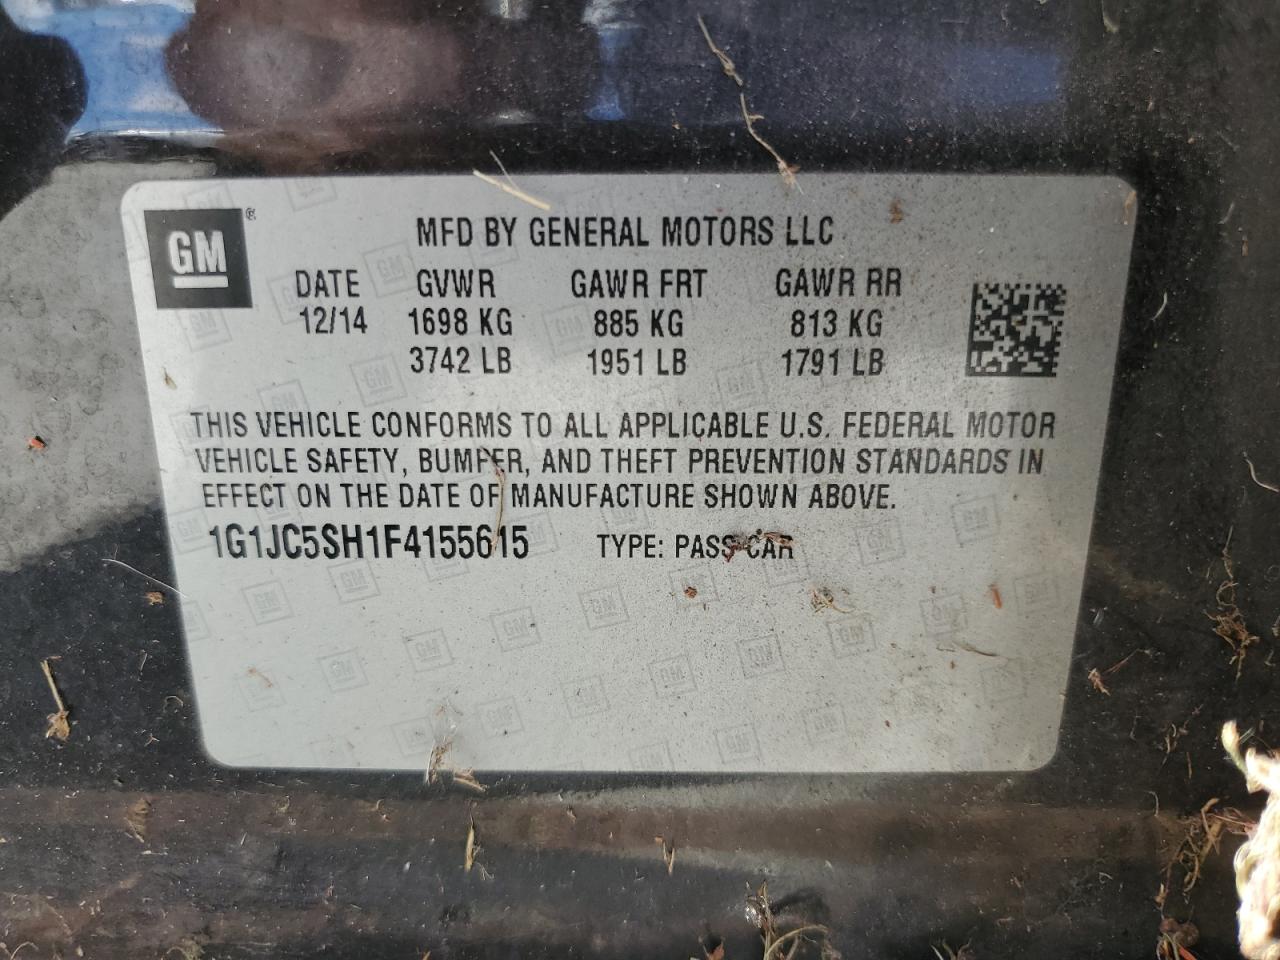 GM®
MFD BY GENERAL MOTORS LLC
DATE GVWR GAWR FRT GAWR RR
12/14 1698 KG 885 KG 813 KG
3742 LB 1951 LB 1791 LB
THIS VEHICLE CONFORMS TO ALL APPLICABLE U.S. FEDERAL MOTOR
VEHICLE SAFETY, BUMPER, AND THEFT PREVENTION STANDARDS IN
EFFECT ON THE DATE OF MANUFACTURE SHOWN ABOVE.
1G1JC5SH1F4155615 TYPE: PASS CAR